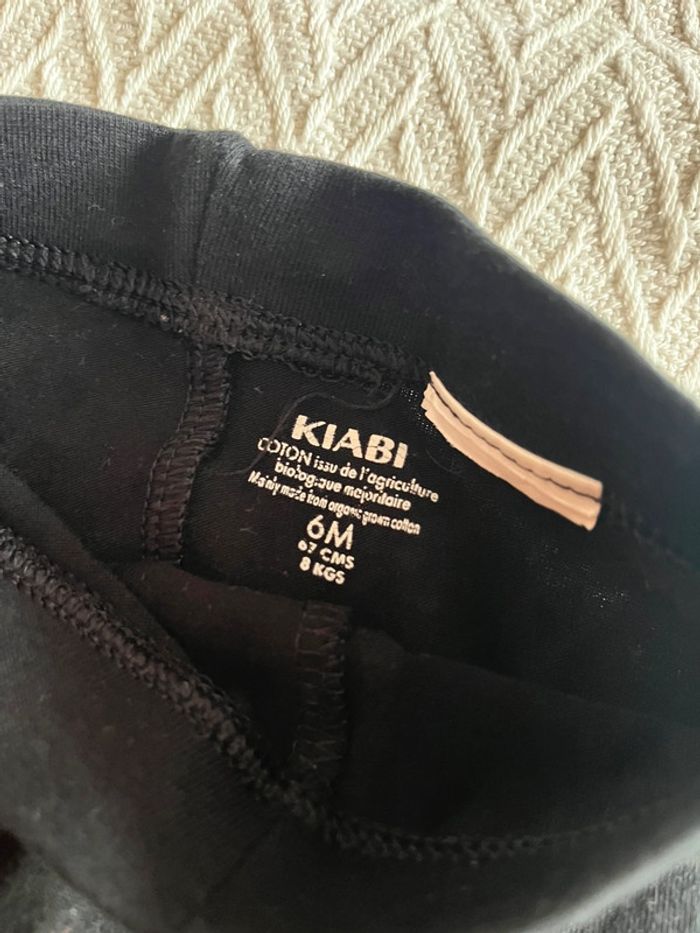 KIABI
COTON issu de l'agriculture
biologique majoritaire
Mainly made from organic grown cotton
6M
67 CMS
8 KGS